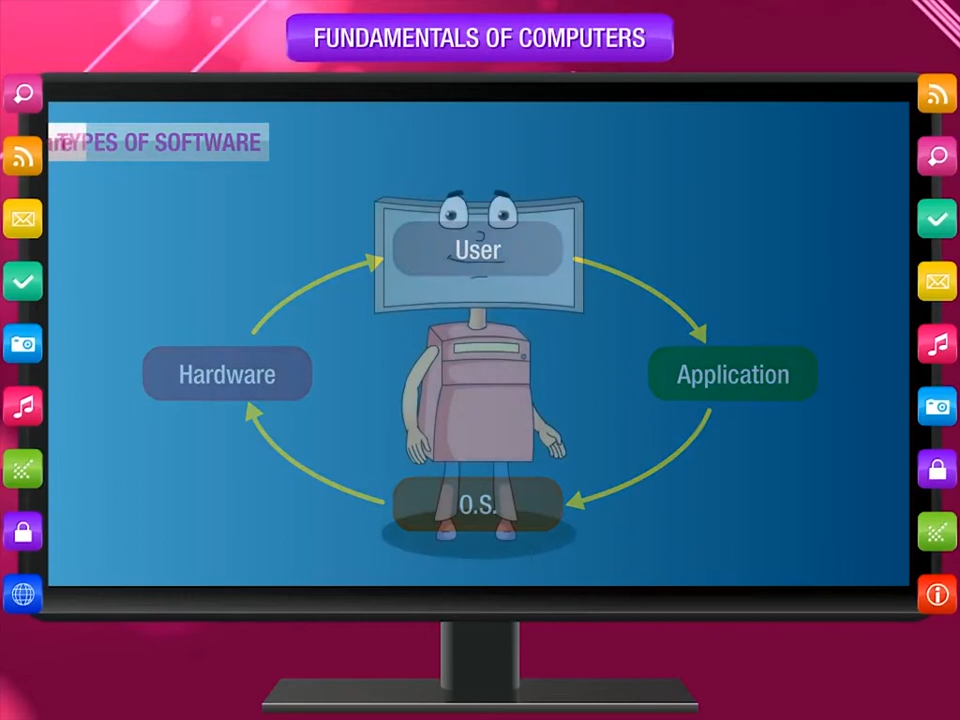 FUNDAMENTALS OF COMPUTERS
TYPES OF SOFTWARE
User
Hardware
Application
O.S.